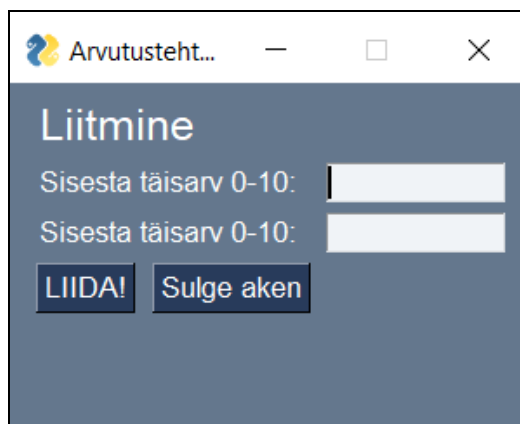 Arvutusteht...
Liitmine
Sisesta täisarv 0-10:
Sisesta täisarv 0-10:
LIIDA! Sulge aken